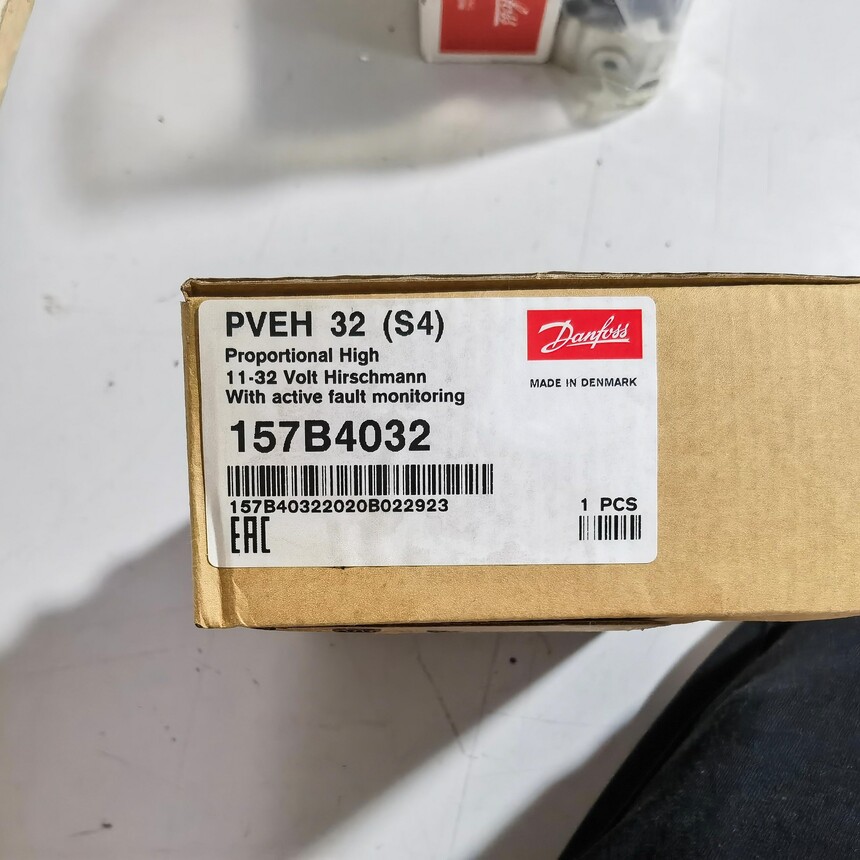 Danfoss
PVEH 32 (S4)
Danfoss
Proportional High
11-32 Volt Hirschmann
With active fault monitoring
MADE IN DENMARK
157B4032
157B40322020B022923
1 PCS
EAC